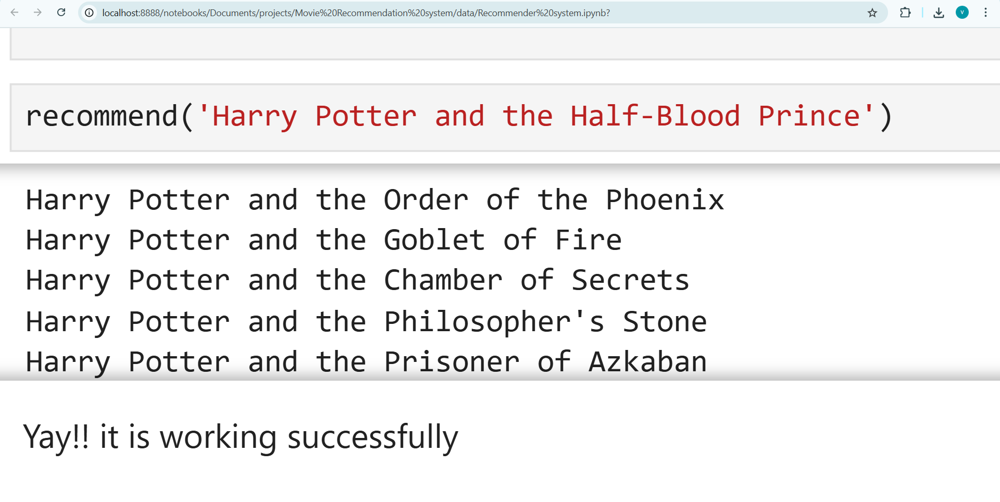 localhost:8888/notebooks/Documents/projects/Movie%20Recommendation%20system/data/Recommender%20system.ipynb?
V
recommend('Harry Potter and the Half-Blood Prince')
Harry Potter and the Order of the Phoenix
Harry Potter and the Goblet of Fire
Harry Potter and the Chamber of Secrets
Harry Potter and the Philosopher's Stone
Harry Potter and the Prisoner of Azkaban
Yay!! it is working successfully